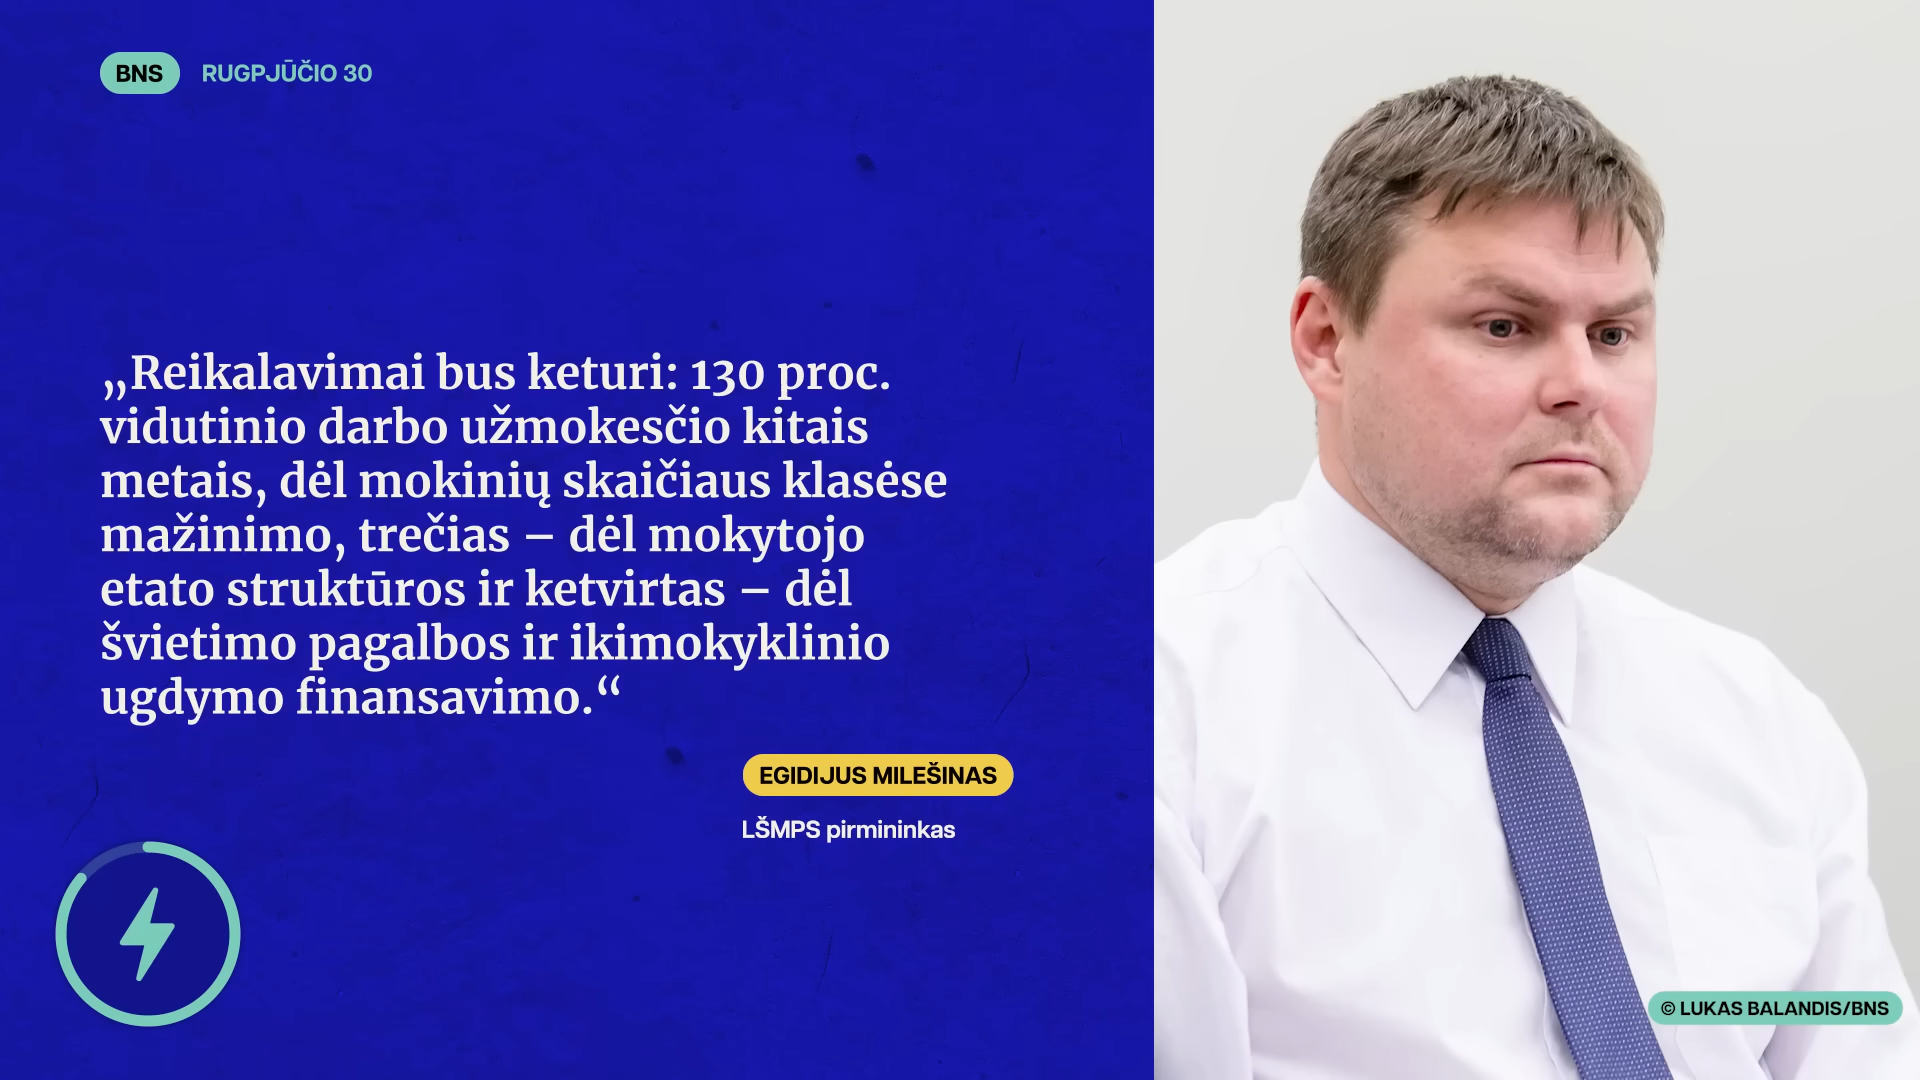 BNS RUGPJŪČIO 30
„Reikalavimai bus keturi: 130 proc.
vidutinio darbo užmokesčio kitais
metais, dėl mokinių skaičiaus klasėse
mažinimo, trečias – dėl mokytojo
etato struktūros ir ketvirtas – dėl
švietimo pagalbos ir ikimokyklinio
ugdymo finansavimo.“
EGIDIJUS MILEŠINAS
LŠMPS pirmininkas
© LUKAS BALANDIS/BNS